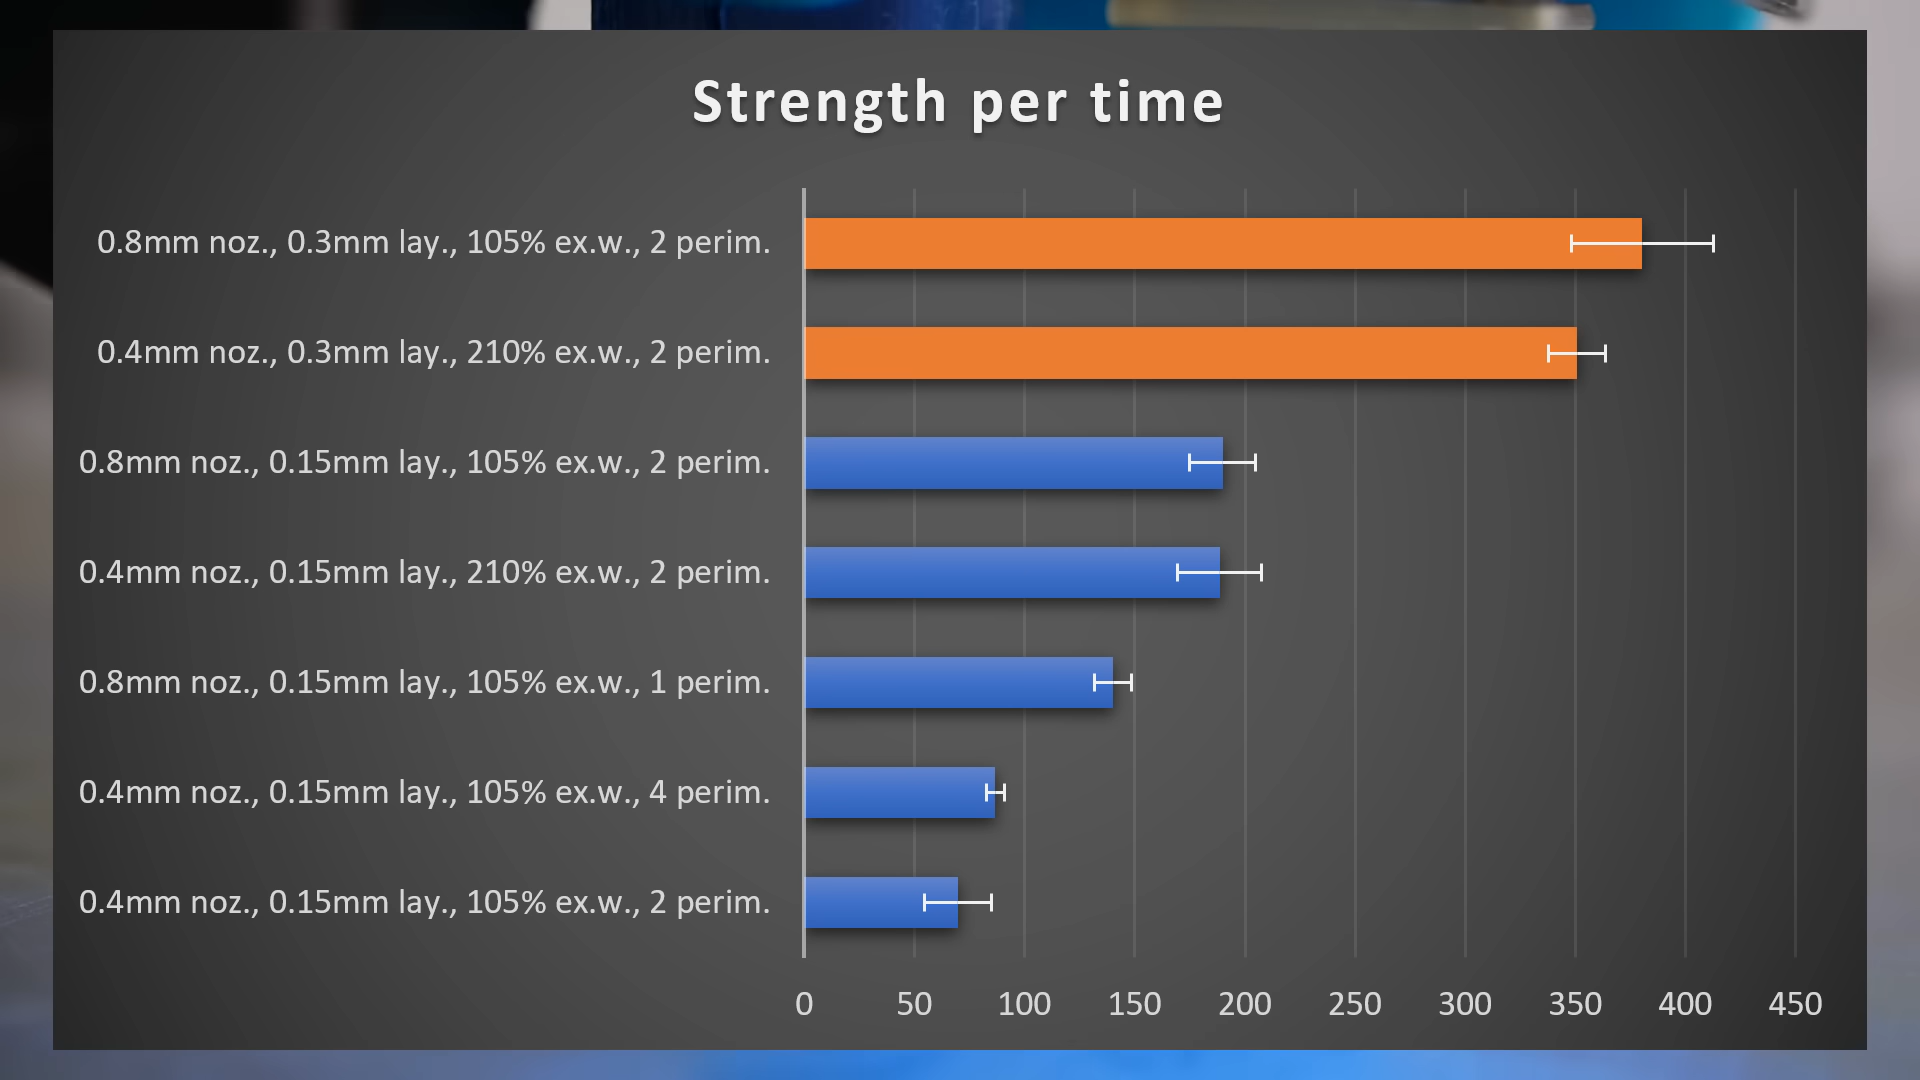 Strength per time
0.8mm noz., 0.3mm lay., 105% ex.w., 2 perim.
0.4mm noz., 0.3mm lay., 210% ex.w., 2 perim.
0.8mm noz., 0.15mm lay., 105% ex.w., 2 perim.
0.4mm noz., 0.15mm lay., 210% ex.w., 2 perim.
0.8mm noz., 0.15mm lay., 105% ex.w., 1 perim.
0.4mm noz., 0.15mm lay., 105% ex.w., 4 perim.
0.4mm noz., 0.15mm lay., 105% ex.w., 2 perim.
0 50 100 150 200 250 300 350 400 450